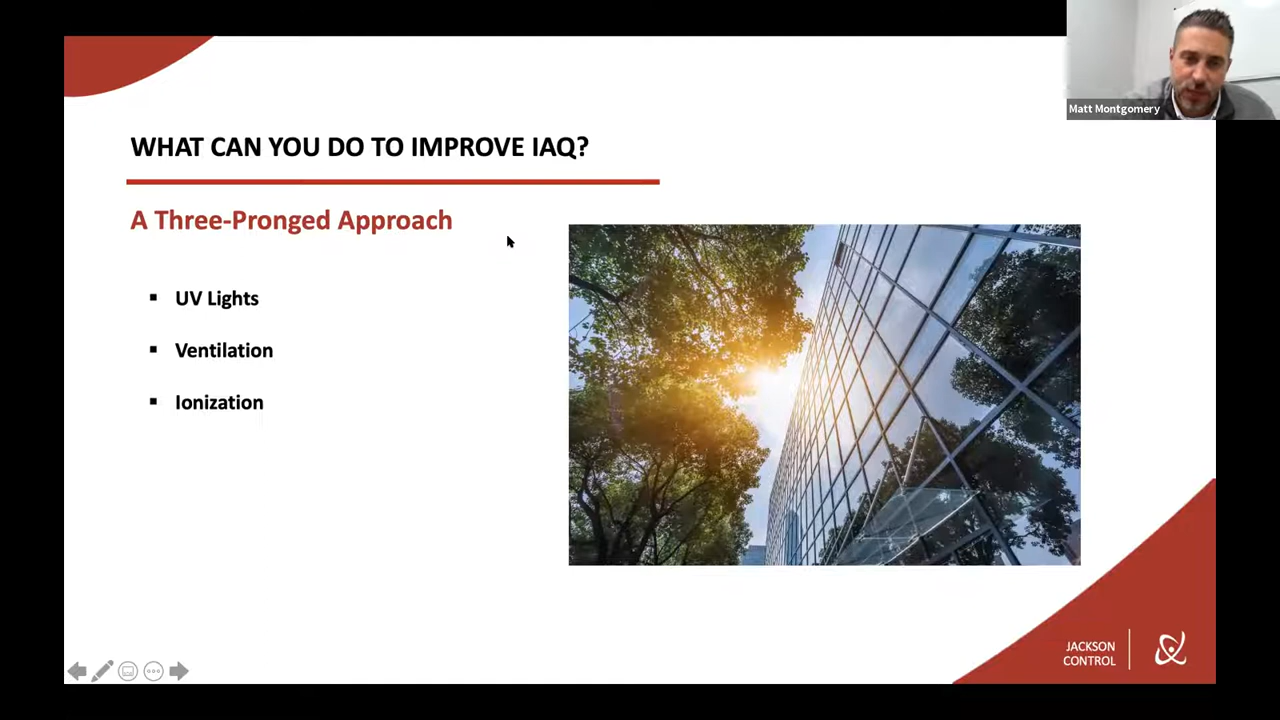 Matt Montgomery
WHAT CAN YOU DO TO IMPROVE IAQ?
A Three-Pronged Approach
▪ UV Lights
▪ Ventilation
▪ Ionization
JACKSON
CONTROL